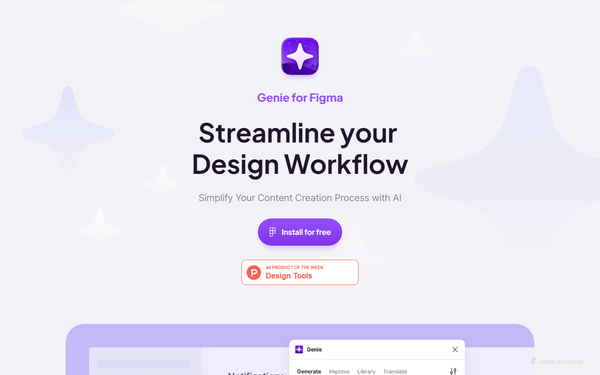 Genie for Figma
Streamline your
Design Workflow
Simplify Your Content Creation Process with AI
Install for free
P
#4 PRODUCT OF THE WEEK
Design Tools
Genie
Generate Improve Library Translate
Notifications
Made in Framer